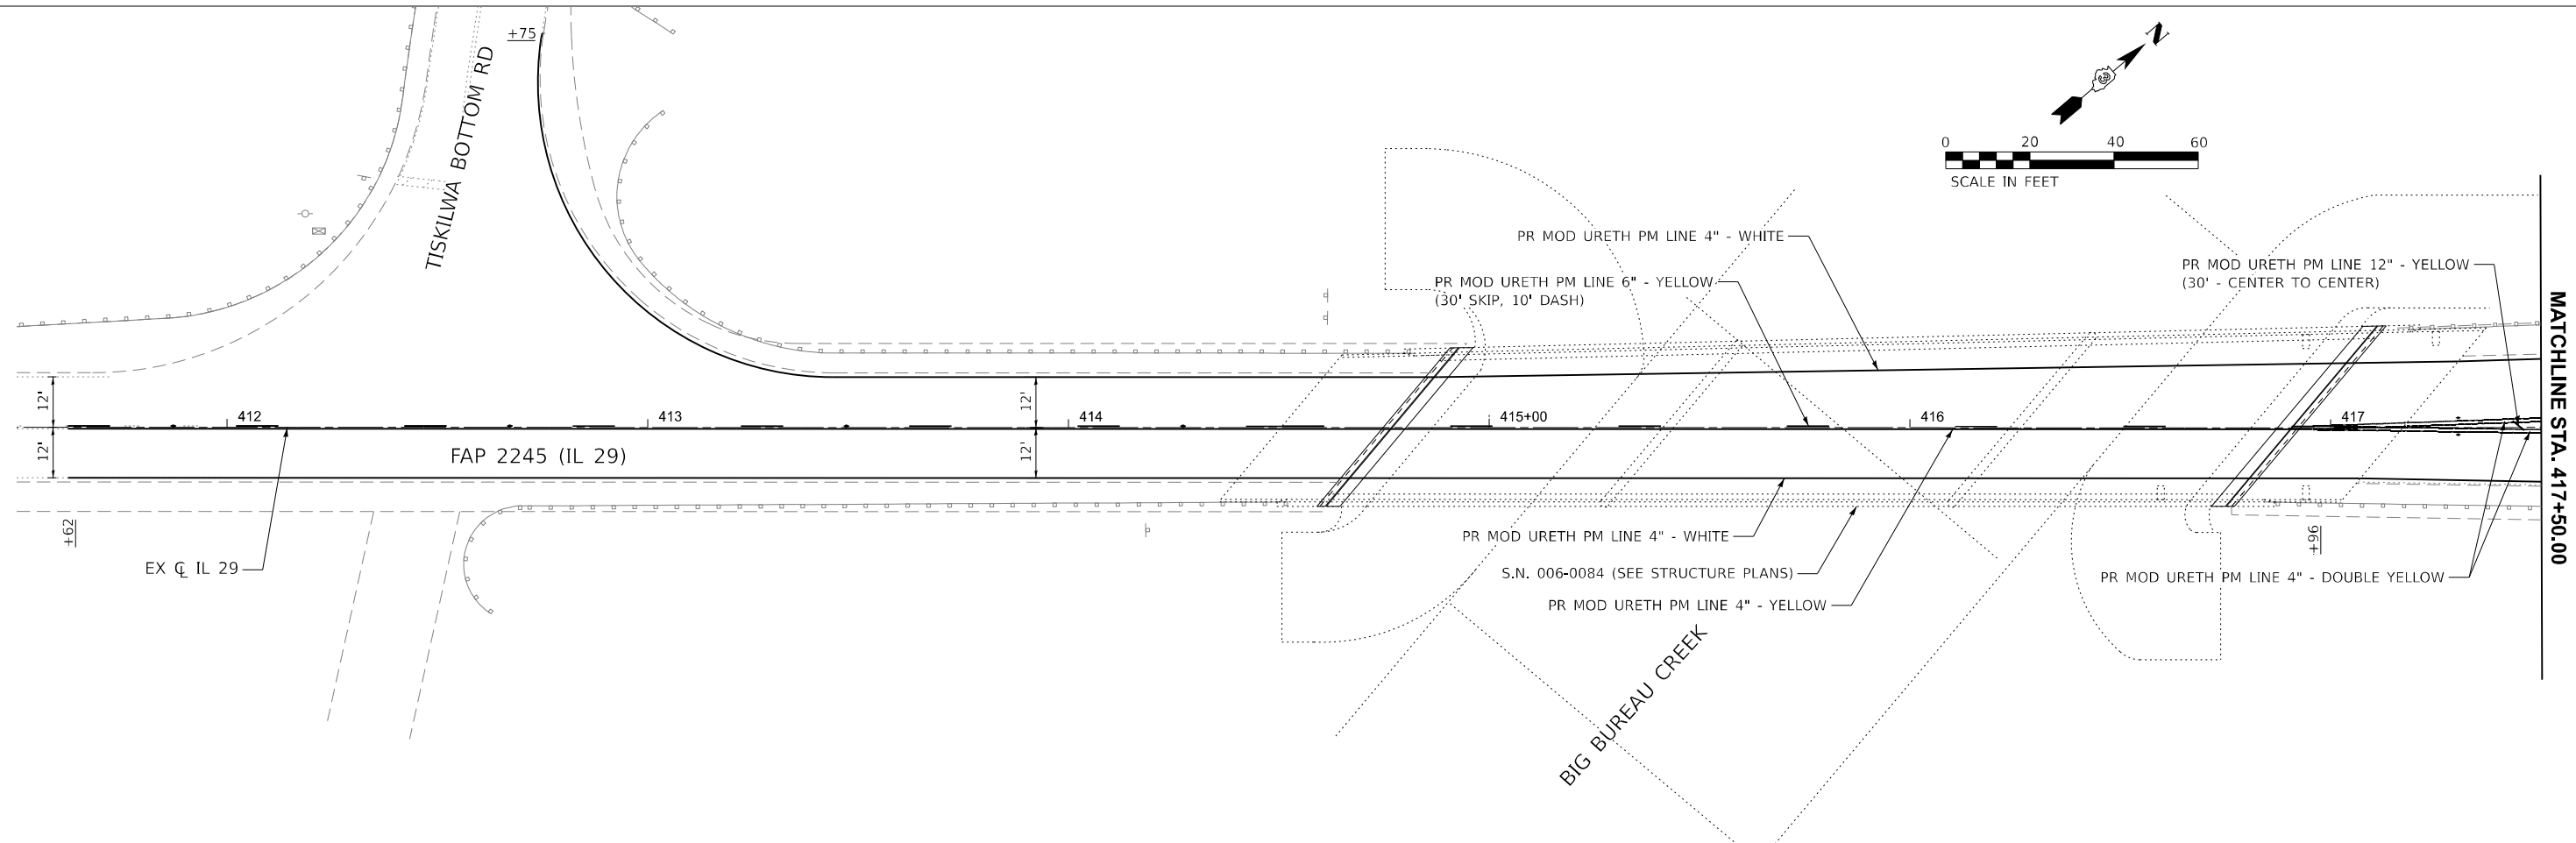 +75
TISKILWA BOTTOM RD
N
3
0 20 40 60
SCALE IN FEET
PR MOD URETH PM LINE 4" - WHITE
PR MOD URETH PM LINE 6" - YELLOW
(30' SKIP, 10' DASH)
PR MOD URETH PM LINE 12" - YELLOW
(30' - CENTER TO CENTER)
MATCHLINE STA. 417+50.00
12'
12'
12'
12'
412 413 414 415+00 416 417
FAP 2245 (IL 29)
+62
EX ℄ IL 29
PR MOD URETH PM LINE 4" - WHITE
S.N. 006-0084 (SEE STRUCTURE PLANS)
PR MOD URETH PM LINE 4" - YELLOW
+96
PR MOD URETH PM LINE 4" - DOUBLE YELLOW
BIG BUREAU CREEK